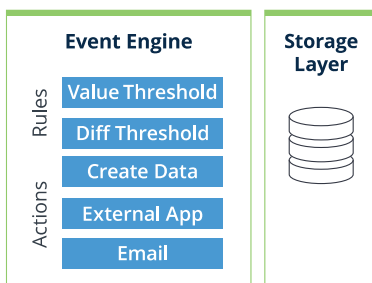 Event Engine
Rules
Value Threshold
Diff Threshold
Actions
Create Data
External App
Email
Storage
Layer